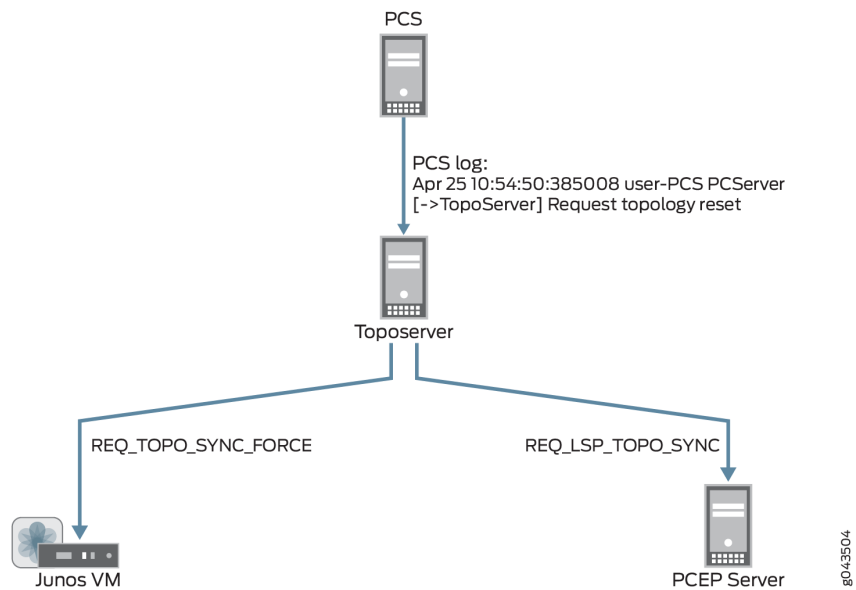 PCS
PCS log:
Apr 25 10:54:50:385008 user-PCS PCServer
[->TopoServer] Request topology reset
Toposerver
REQ_TOPO_SYNC_FORCE
REQ_LSP_TOPO_SYNC
Junos VM
PCEP Server
g043504